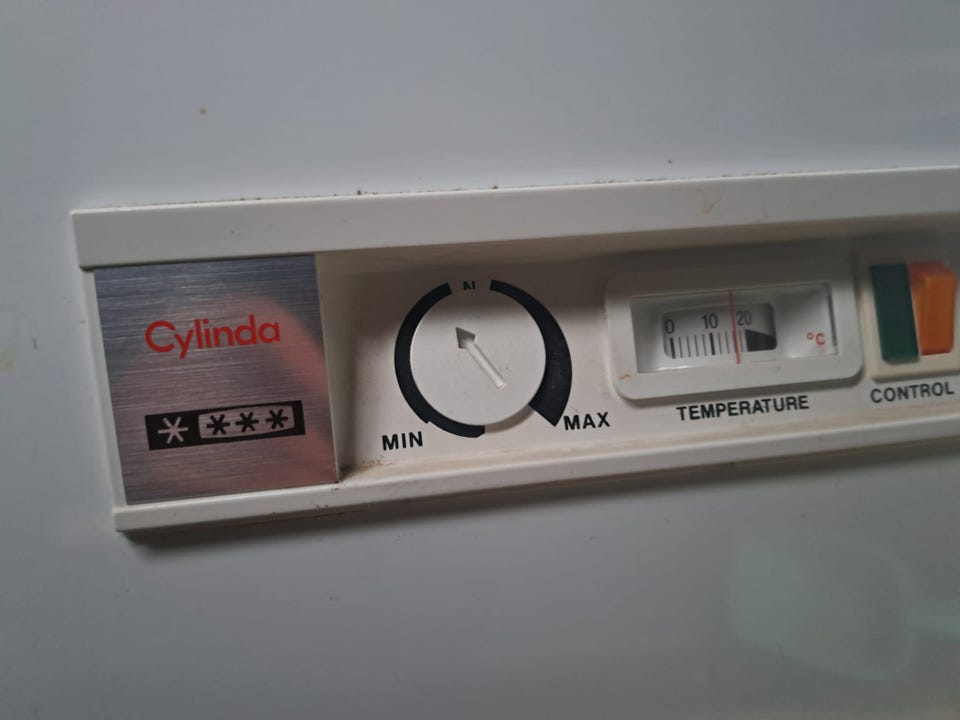 Cylinda
* ***
N
MIN
MAX
0 10 20
°C
TEMPERATURE
CONTROL